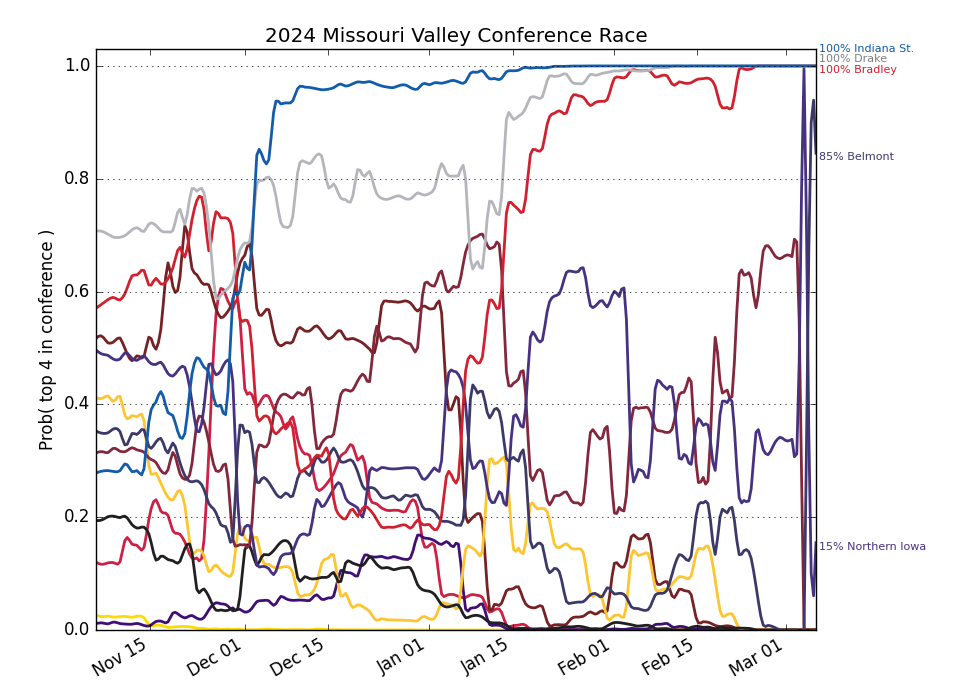 2024 Missouri Valley Conference Race
100% Indiana St.
100% Drake
100% Bradley
85% Belmont
15% Northern Iowa
Prob( top 4 in conference )
1.0
0.8
0.6
0.4
0.2
0.0
Nov 15
Dec 01
Dec 15
Jan 01
Jan 15
Feb 01
Feb 15
Mar 01